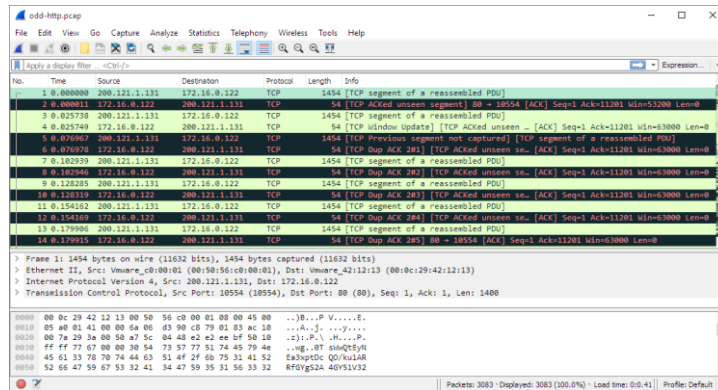 odd-http.pcap
File Edit View Go Capture Analyze Statistics Telephony Wireless Tools Help
Apply a display filter ... <Ctrl-/> Expression...
No. Time Source Destination Protocol Length Info
1 0.000000 200.121.1.131 172.16.0.122 TCP 1454 [TCP segment of a reassembled PDU]
2 0.000011 172.16.0.122 200.121.1.131 TCP 54 [TCP ACKed unseen segment] 80 → 10554 [ACK] Seq=1 Ack=11201 Win=53200 Len=0
3 0.025738 200.121.1.131 172.16.0.122 TCP 1454 [TCP segment of a reassembled PDU]
4 0.025749 172.16.0.122 200.121.1.131 TCP 54 [TCP Window Update] [TCP ACKed unseen … [ACK] Seq=1 Ack=11201 Win=63000 Len=0
5 0.076967 200.121.1.131 172.16.0.122 TCP 1454 [TCP Previous segment not captured] [TCP segment of a reassembled PDU]
6 0.076978 172.16.0.122 200.121.1.131 TCP 54 [TCP Dup ACK 2#1] [TCP ACKed unseen se… [ACK] Seq=1 Ack=11201 Win=63000 Len=0
7 0.102939 200.121.1.131 172.16.0.122 TCP 1454 [TCP segment of a reassembled PDU]
8 0.102946 172.16.0.122 200.121.1.131 TCP 54 [TCP Dup ACK 2#2] [TCP ACKed unseen se… [ACK] Seq=1 Ack=11201 Win=63000 Len=0
9 0.128285 200.121.1.131 172.16.0.122 TCP 1454 [TCP segment of a reassembled PDU]
10 0.128319 172.16.0.122 200.121.1.131 TCP 54 [TCP Dup ACK 2#3] [TCP ACKed unseen se… [ACK] Seq=1 Ack=11201 Win=63000 Len=0
11 0.154162 200.121.1.131 172.16.0.122 TCP 1454 [TCP segment of a reassembled PDU]
12 0.154169 172.16.0.122 200.121.1.131 TCP 54 [TCP Dup ACK 2#4] [TCP ACKed unseen se… [ACK] Seq=1 Ack=11201 Win=63000 Len=0
13 0.179906 200.121.1.131 172.16.0.122 TCP 1454 [TCP segment of a reassembled PDU]
14 0.179915 172.16.0.122 200.121.1.131 TCP 54 [TCP Dup ACK 2#5] 80 → 10554 [ACK] Seq=1 Ack=11201 Win=63000 Len=0
> Frame 1: 1454 bytes on wire (11632 bits), 1454 bytes captured (11632 bits)
> Ethernet II, Src: Vmware_c0:00:01 (00:50:56:c0:00:01), Dst: Vmware_42:12:13 (00:0c:29:42:12:13)
> Internet Protocol Version 4, Src: 200.121.1.131, Dst: 172.16.0.122
> Transmission Control Protocol, Src Port: 10554 (10554), Dst Port: 80 (80), Seq: 1, Ack: 1, Len: 1400
0000 00 0c 29 42 12 13 00 50 56 c0 00 01 08 00 45 00 ..)B...P V.....E.
0010 05 a0 01 41 00 00 6a 06 d3 90 c8 79 01 83 ac 10 ...A..j. ...y....
0020 00 7a 29 3a 00 50 a7 5c 04 48 e2 e2 ee bf 50 10 .z):.P.\ .H....P.
0030 ff ff 77 67 00 00 30 54 73 57 77 51 74 45 79 4e ..wg..0T sWwQtEyN
0040 45 61 33 78 70 74 44 63 51 4f 2f 6b 75 31 41 52 Ea3xptDc QO/ku1AR
0050 52 66 47 59 67 53 32 41 34 47 59 35 31 56 33 32 RfGYgS2A 4GY51V32
Packets: 3083 · Displayed: 3083 (100.0%) · Load time: 0:0.41 Profile: Default